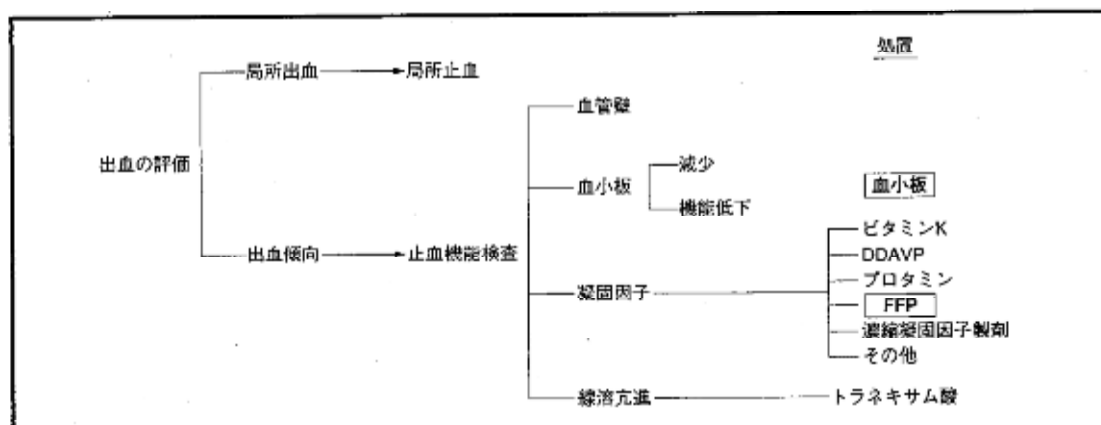 処置
局所出血
局所止血
血管壁
出血の評価
血小板
減少
機能低下
血小板
出血傾向
止血機能検査
凝固因子
ビタミンK
DDAVP
プロタミン
FFP
濃縮凝固因子製剤
その他
線溶亢進
トラネキサム酸